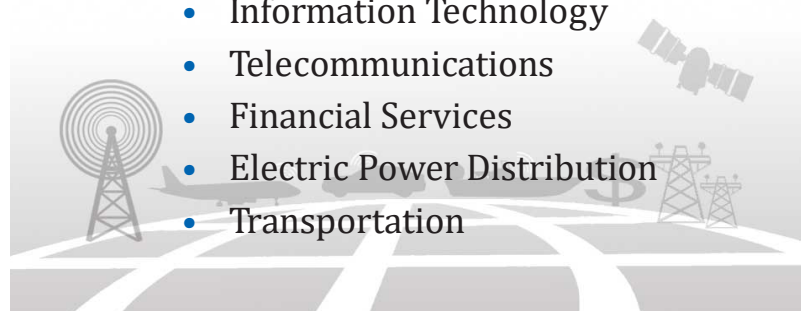 • Information Technology
• Telecommunications
• Financial Services
• Electric Power Distribution
• Transportation
$